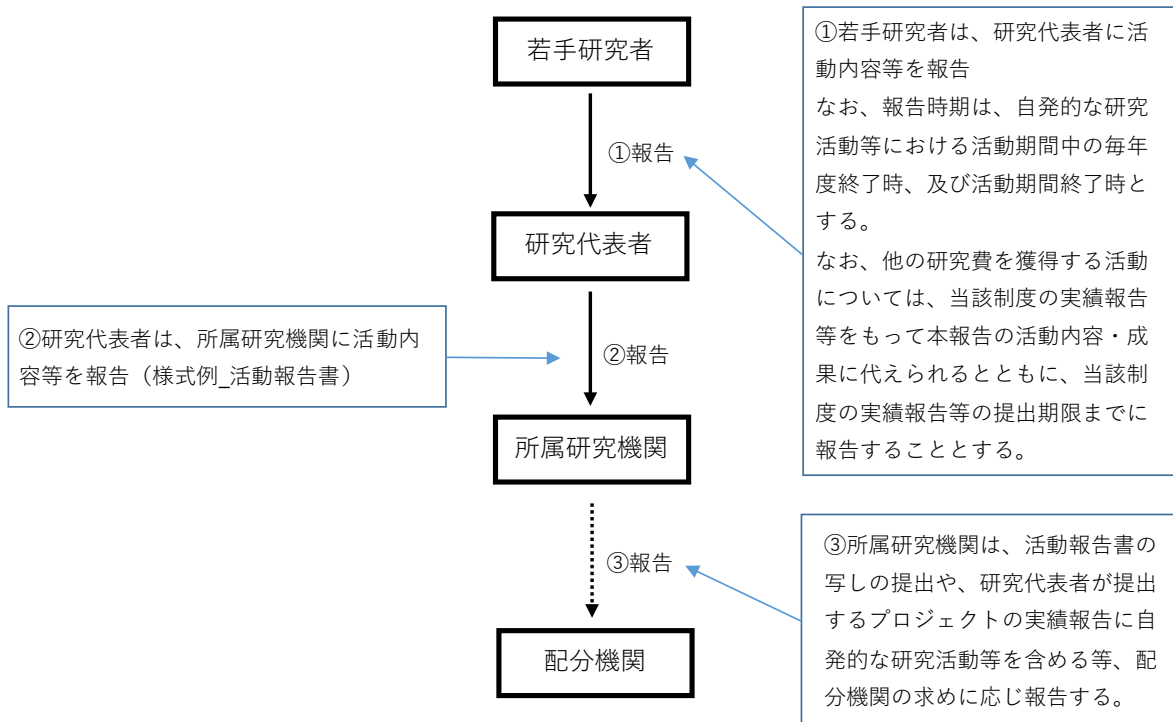 若手研究者
①報告
①若手研究者は、研究代表者に活
動内容等を報告
なお、報告時期は、自発的な研究
活動等における活動期間中の毎年
度終了時、及び活動期間終了時と
する。
なお、他の研究費を獲得する活動
については、当該制度の実績報告
等をもって本報告の活動内容・成
果に代えられるとともに、当該制
度の実績報告等の提出期限までに
報告することとする。
研究代表者
②報告
②研究代表者は、所属研究機関に活動内
容等を報告（様式例_活動報告書）
所属研究機関
③報告
③所属研究機関は、活動報告書の
写しの提出や、研究代表者が提出
するプロジェクトの実績報告に自
発的な研究活動等を含める等、配
分機関の求めに応じ報告する。
配分機関